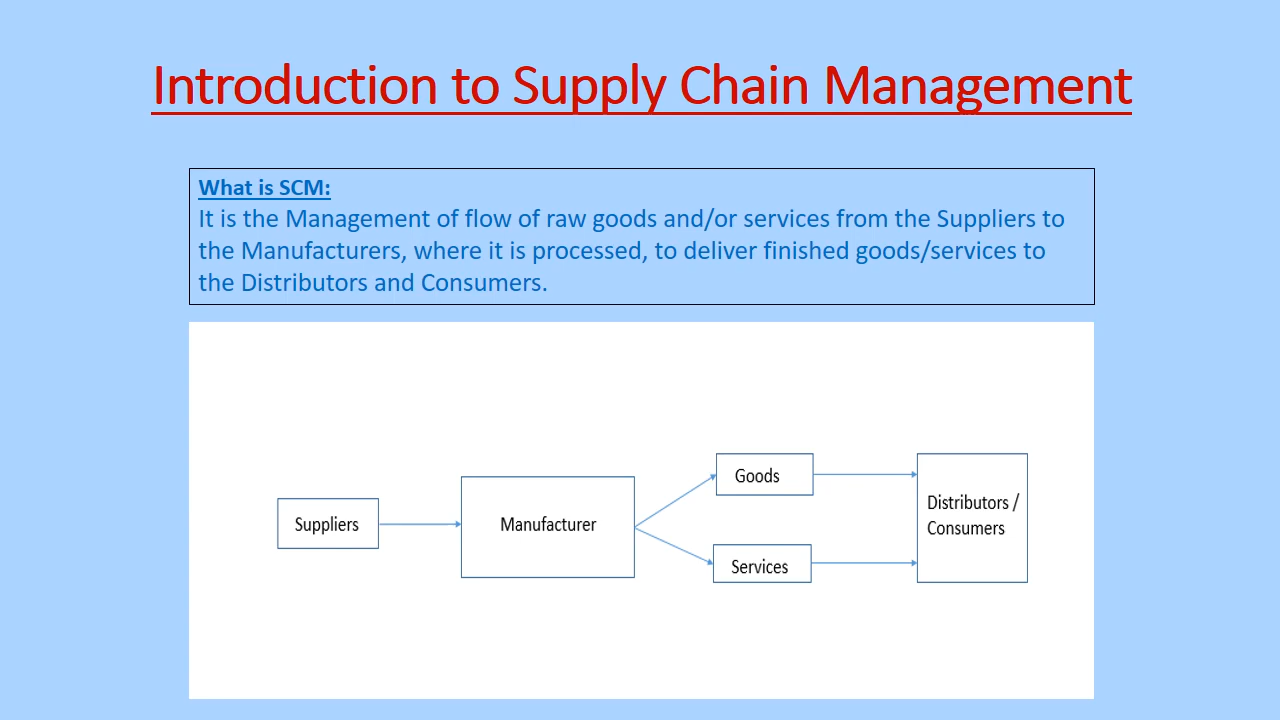 Introduction to Supply Chain Management
What is SCM:
It is the Management of flow of raw goods and/or services from the Suppliers to
the Manufacturers, where it is processed, to deliver finished goods/services to
the Distributors and Consumers.
Suppliers
Manufacturer
Goods
Services
Distributors /
Consumers